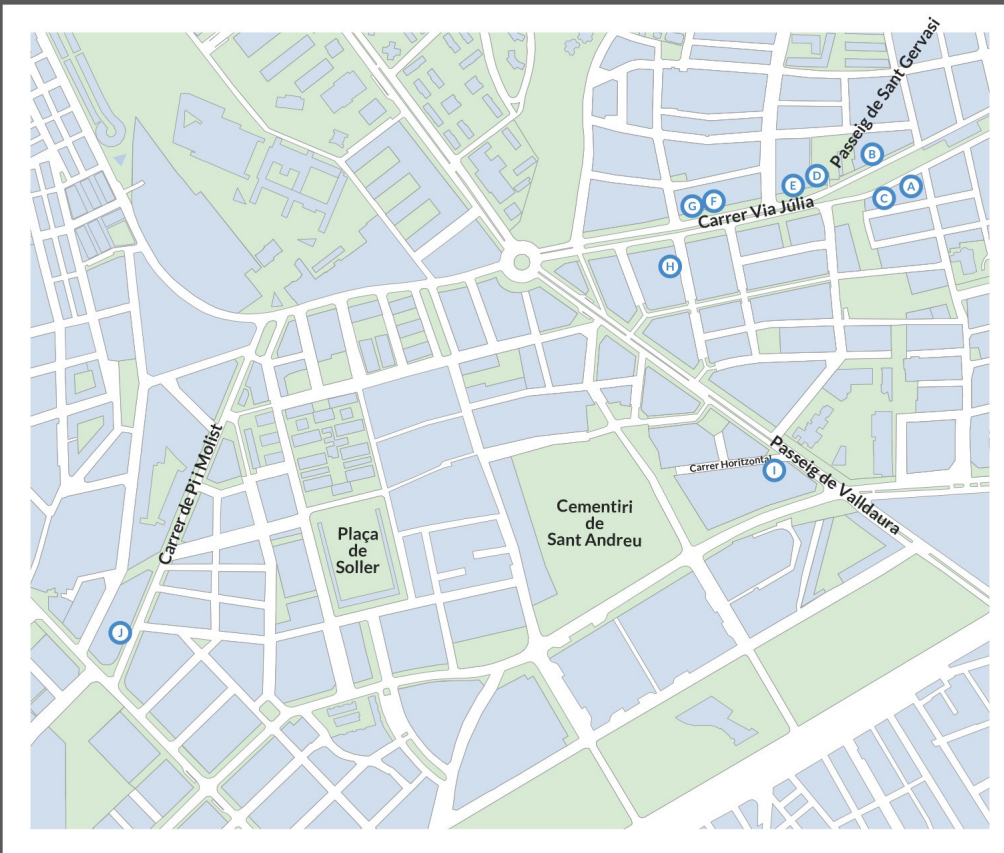 Passeig de Sant Gervasi
B
D
E
A
C
F
G
Carrer Via Júlia
H
Carrer de Pi i Molist
Passeig de Valldaura
Carrer Horitzontal
I
Cementiri
de
Sant Andreu
Plaça
de
Soller
J